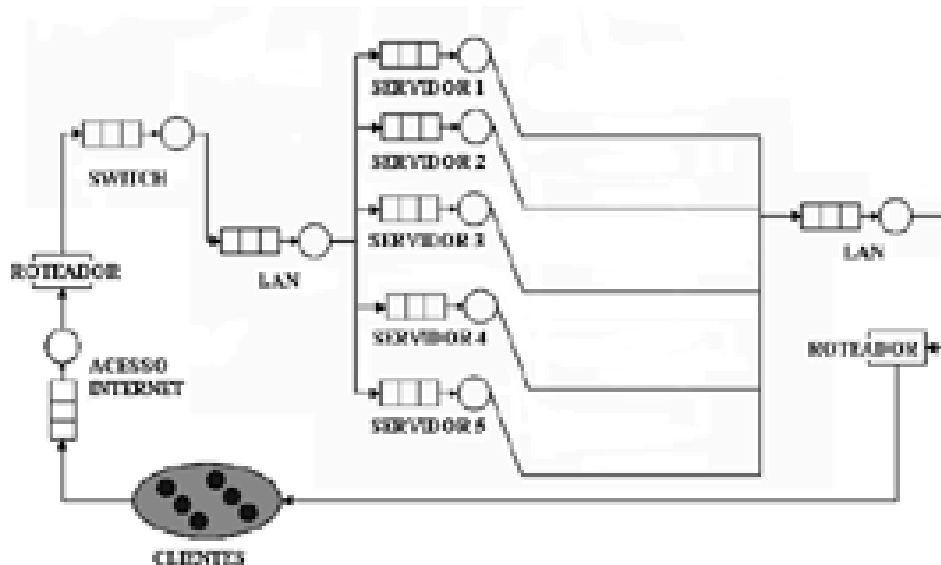 SERVIDOR 1
SERVIDOR 2
SWITCH
SERVIDOR 3
LAN
LAN
ROTEADOR
SERVIDOR 4
ROTEADOR
ACESSO
INTERNET
SERVIDOR 5
CLIENTES